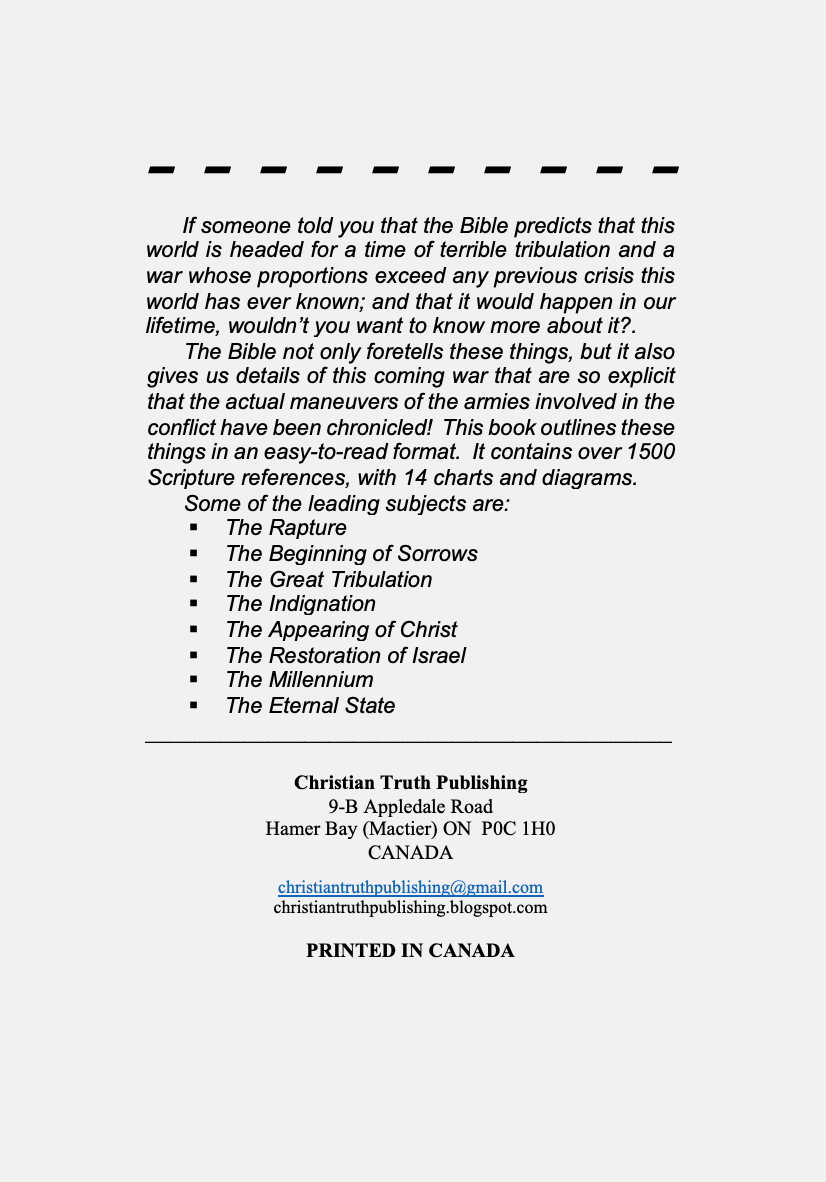 If someone told you that the Bible predicts that this
world is headed for a time of terrible tribulation and a
war whose proportions exceed any previous crisis this
world has ever known; and that it would happen in our
lifetime, wouldn’t you want to know more about it?.
The Bible not only foretells these things, but it also
gives us details of this coming war that are so explicit
that the actual maneuvers of the armies involved in the
conflict have been chronicled!  This book outlines these
things in an easy-to-read format.  It contains over 1500
Scripture references, with 14 charts and diagrams.
Some of the leading subjects are:
▪ The Rapture
▪ The Beginning of Sorrows
▪ The Great Tribulation
▪ The Indignation
▪ The Appearing of Christ
▪ The Restoration of Israel
▪ The Millennium
▪ The Eternal State
Christian Truth Publishing
9-B Appledale Road
Hamer Bay (Mactier) ON  P0C 1H0
CANADA
christiantruthpublishing@gmail.com
christiantruthpublishing.blogspot.com
PRINTED IN CANADA